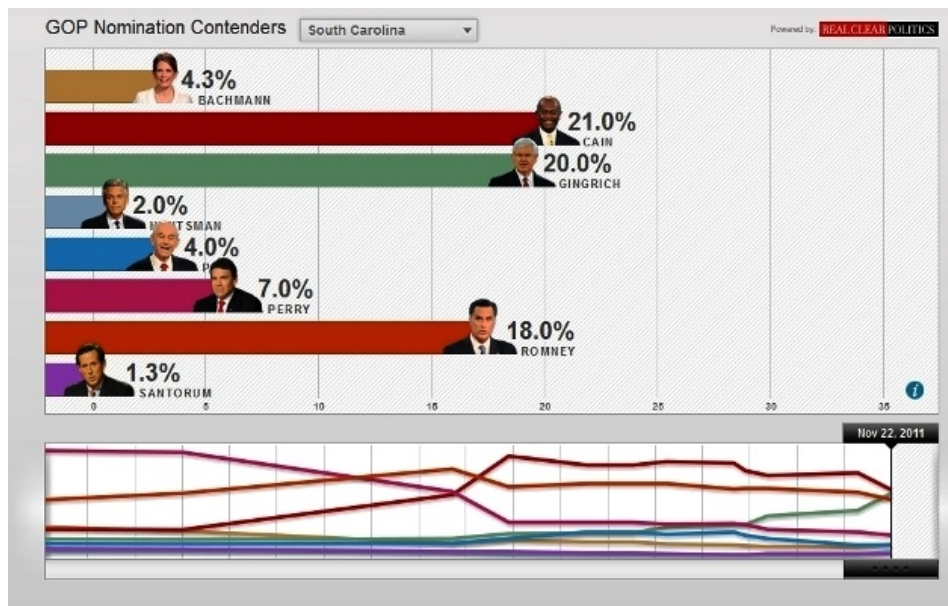 GOP Nomination Contenders
South Carolina
Powered by: REAL CLEAR POLITICS
4.3%
BACHMANN
21.0%
CAIN
20.0%
GINGRICH
2.0%
4.0%
7.0%
PERRY
18.0%
ROMNEY
1.3%
SANTORUM
0 5 10 15 20 25 30 35
i
Nov 22, 2011